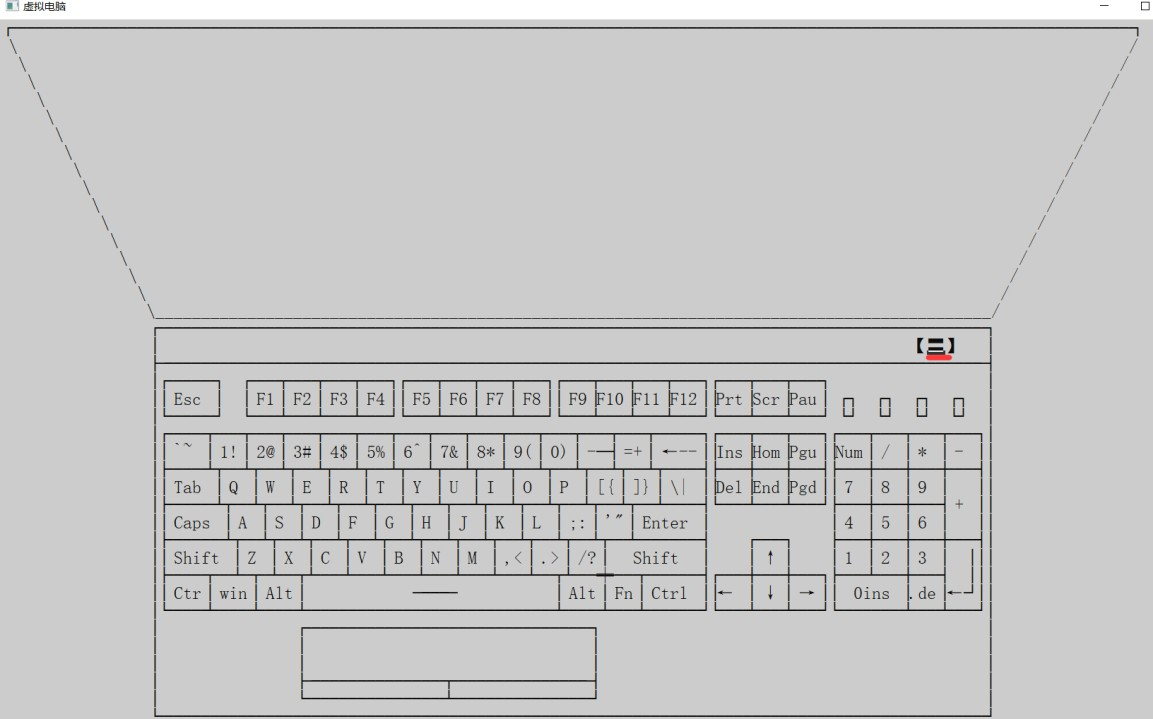 虚拟电脑
【三】
Esc F1 F2 F3 F4 F5 F6 F7 F8 F9 F10 F11 F12 Prt Scr Pau
`~ 1! 2@ 3# 4$ 5% 6^ 7& 8* 9( 0) -— =+ ←-- Ins Hom Pgu Num / * -
Tab Q W E R T Y U I O P [{ ]} \| Del End Pgd 7 8 9
+
Caps A S D F G H J K L ;: '" Enter 4 5 6
Shift Z X C V B N M ,< .> /? Shift ↑ 1 2 3
Ctr win Alt —— Alt Fn Ctrl ← ↓ → 0ins .de ←┘